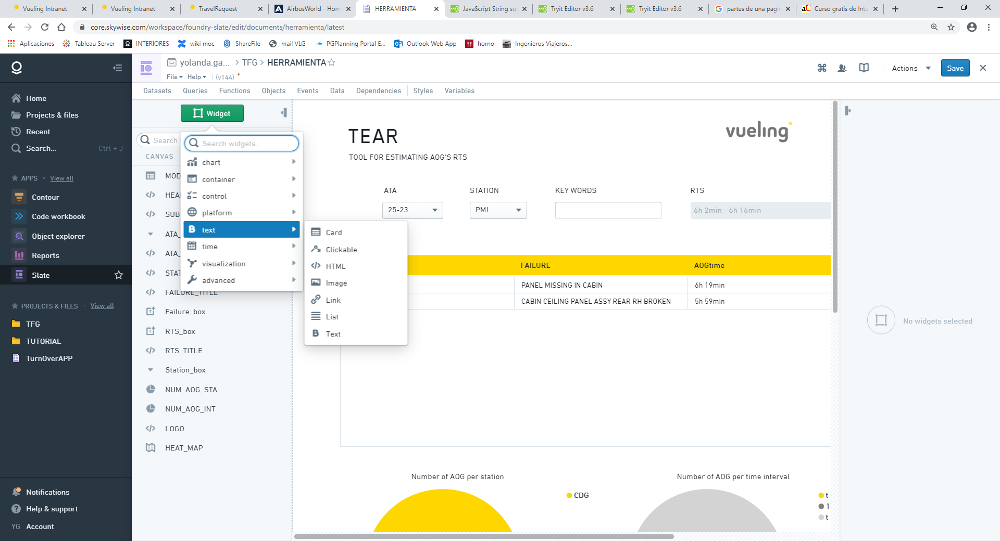 Vueling Intranet
Vueling Intranet
TravelRequest
AirbusWorld - Hom
HERRAMIENTA
JavaScript String su
Tryit Editor v3.6
Tryit Editor v3.6
partes de una pagin
Curso gratis de Inte
core.skywise.com/workspace/foundry-slate/edit/documents/herramienta/latest
Aplicaciones
Tableau Server
INTERIORES
wiki moc
ShareFile
mail VLG
PGPlanning Portal E...
Outlook Web App
horno
Ingenieros Viajeros...
yolanda.ga... > TFG > HERRAMIENTA
File Help (v144)
Actions
Save
Home
Projects & files
Recent
Search... Ctrl + J
APPS · View all
Contour
Code workbook
Object explorer
Reports
Slate
PROJECTS & FILES · View all
TFG
TUTORIAL
TurnOverAPP
Notifications
Help & support
YG Account
Datasets Queries Functions Objects Events Data Dependencies Styles Variables
Widget
Search
CANVAS
MOD
HEA
SUB
ATA_
ATA_
STAT
FAILURE_TITLE
Failure_box
RTS_box
RTS_TITLE
Station_box
NUM_AOG_STA
NUM_AOG_INT
LOGO
HEAT_MAP
Search widgets...
chart
container
control
platform
text
time
visualization
advanced
Card
Clickable
HTML
Image
Link
List
Text
TEAR
vueling
TOOL FOR ESTIMATING AOG'S RTS
ATA STATION KEY WORDS RTS
25-23 PMI 6h 2min - 6h 16min
FAILURE AOGtime
PANEL MISSING IN CABIN 6h 19min
CABIN CEILING PANEL ASSY REAR RH BROKEN 5h 59min
Number of AOG per station
CDG
Number of AOG per time interval
t
1
t
No widgets selected